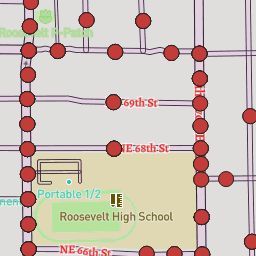 Roosevelt P-Patch
69th St
NE 68th St
Portable 1/2
Roosevelt High School
NE 66th St